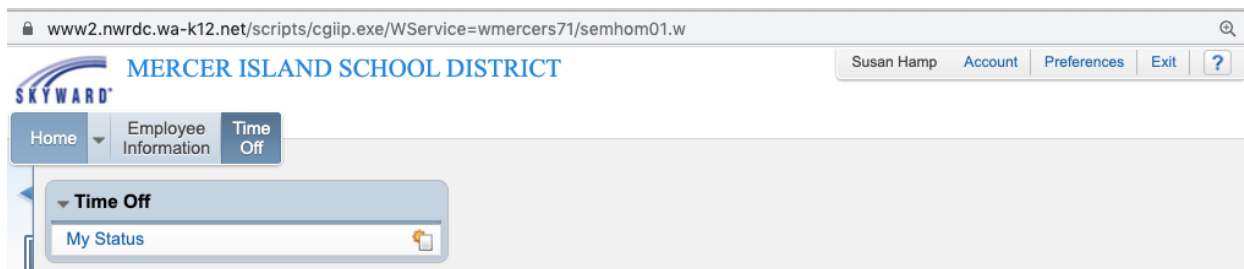 www2.nwrdc.wa-k12.net/scripts/cgiip.exe/WService=wmercers71/semhom01.w
SKYWARD®
MERCER ISLAND SCHOOL DISTRICT
Susan Hamp Account Preferences Exit ?
Home
Employee
Information
Time
Off
Time Off
My Status